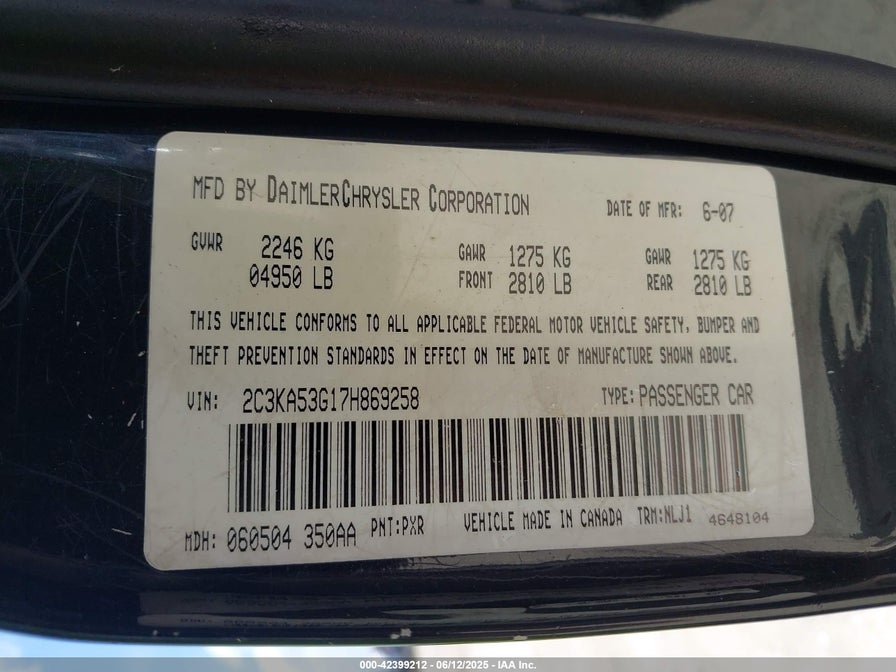 MFD BY DAIMLERCHRYSLER CORPORATION DATE OF MFR: 6-07
GVWR 2246 KG GAWR 1275 KG GAWR 1275 KG
04950 LB FRONT 2810 LB REAR 2810 LB
THIS VEHICLE CONFORMS TO ALL APPLICABLE FEDERAL MOTOR VEHICLE SAFETY, BUMPER AND
THEFT PREVENTION STANDARDS IN EFFECT ON THE DATE OF MANUFACTURE SHOWN ABOVE.
VIN: 2C3KA53G17H869258 TYPE: PASSENGER CAR
MDH: 060504 350AA PNT:PXR VEHICLE MADE IN CANADA TRM:NLJ1 4648104
000-42399212 - 06/12/2025 - IAA Inc.